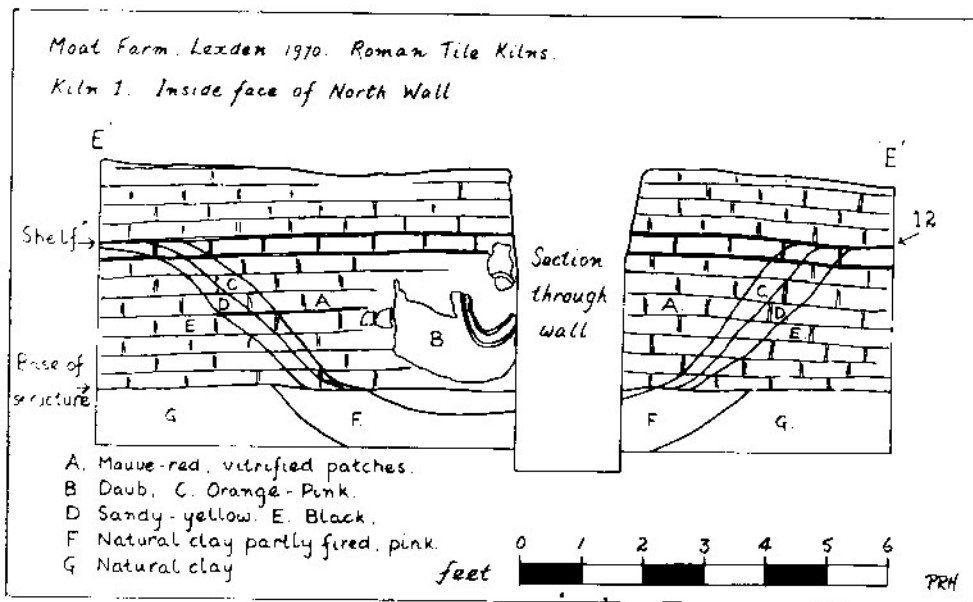 Moat Farm. Lexden 1970. Roman Tile Kilns.
Kiln 1. Inside face of North Wall
E' E'
Shelf 12
Section
through
wall
C A A C
D D
E B E
Base of
structure
G F F G.
A. Mauve-red, vitrified patches.
B Daub, C. Orange-Pink.
D Sandy-yellow. E. Black.
F Natural clay partly fired, pink.
G Natural clay
0 1 2 3 4 5 6
feet
PRH